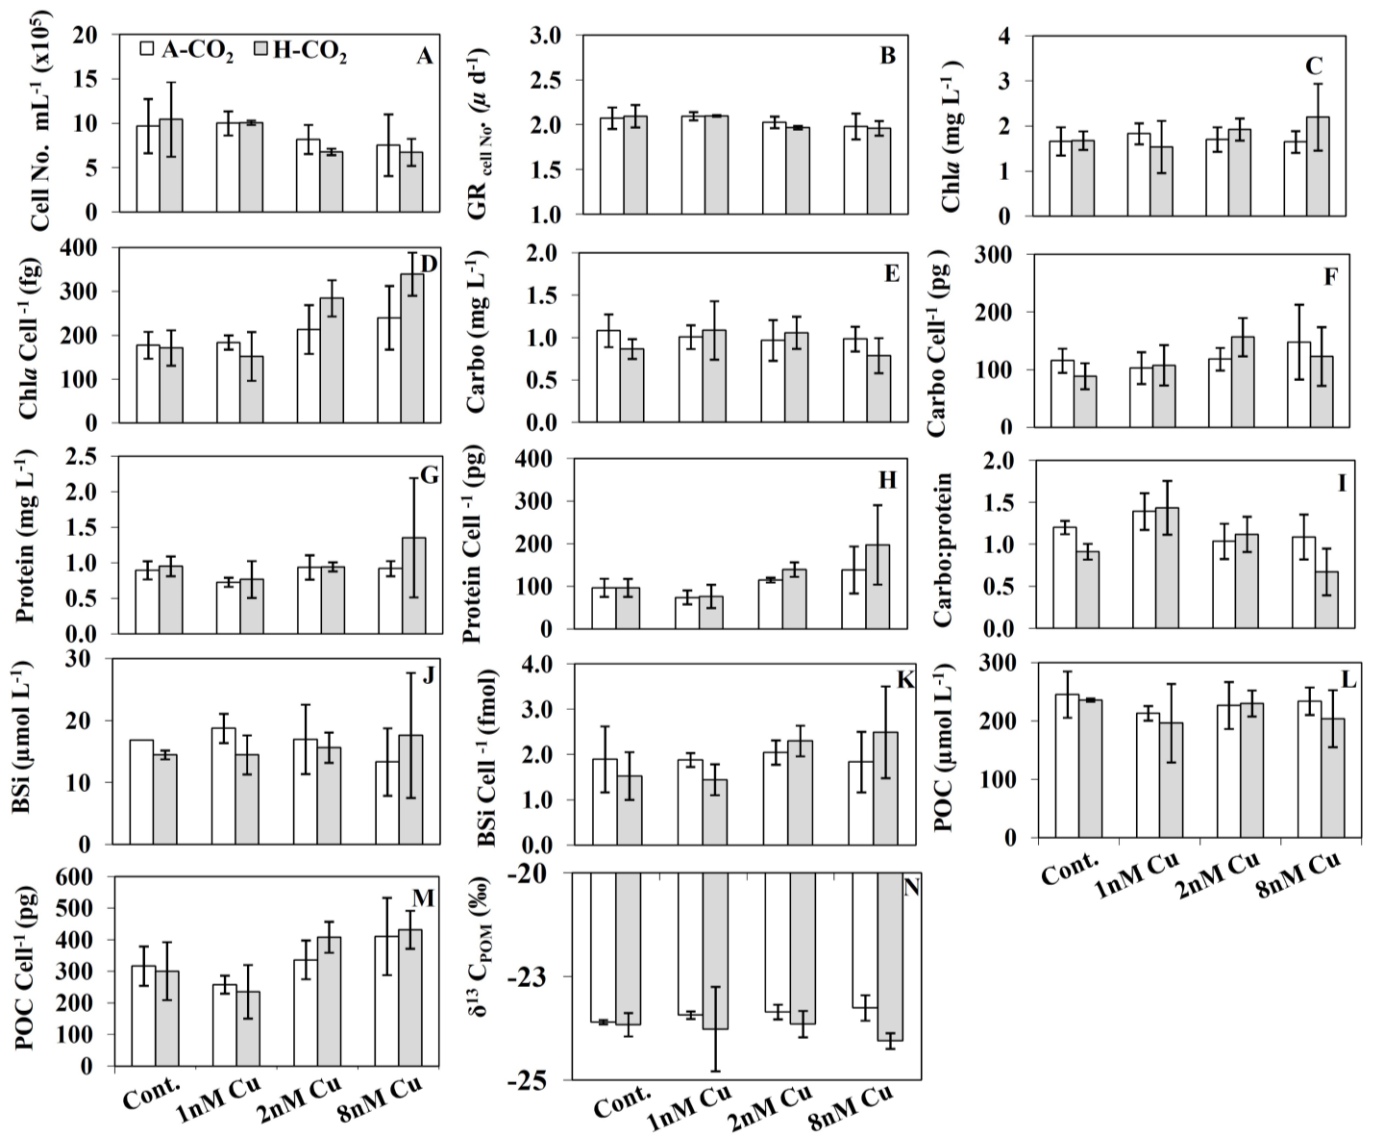 Cell No. mL⁻¹ (x10⁵)
20
15
10
5
0
A-CO₂ H-CO₂
A
GR cell No. (μ d⁻¹)
3.0
2.5
2.0
1.5
1.0
B
Chla (mg L⁻¹)
4
3
2
1
0
C
Chla Cell⁻¹ (fg)
400
300
200
100
0
D
Carbo (mg L⁻¹)
2.0
1.5
1.0
0.5
0.0
E
Carbo Cell⁻¹ (pg)
300
200
100
0
F
Protein (mg L⁻¹)
2.5
2.0
1.5
1.0
0.5
0.0
G
Protein Cell⁻¹ (pg)
400
300
200
100
0
H
Carbo:protein
2.0
1.5
1.0
0.5
0.0
I
BSi (μmol L⁻¹)
30
20
10
0
J
BSi Cell⁻¹ (fmol)
4.0
3.0
2.0
1.0
0.0
K
POC (μmol L⁻¹)
300
200
100
0
L
Cont. 1nM Cu 2nM Cu 8nM Cu
POC Cell⁻¹ (pg)
600
500
400
300
200
100
0
M
Cont. 1nM Cu 2nM Cu 8nM Cu
δ¹³ C_POM (‰)
-20
-23
-25
N
Cont. 1nM Cu 2nM Cu 8nM Cu